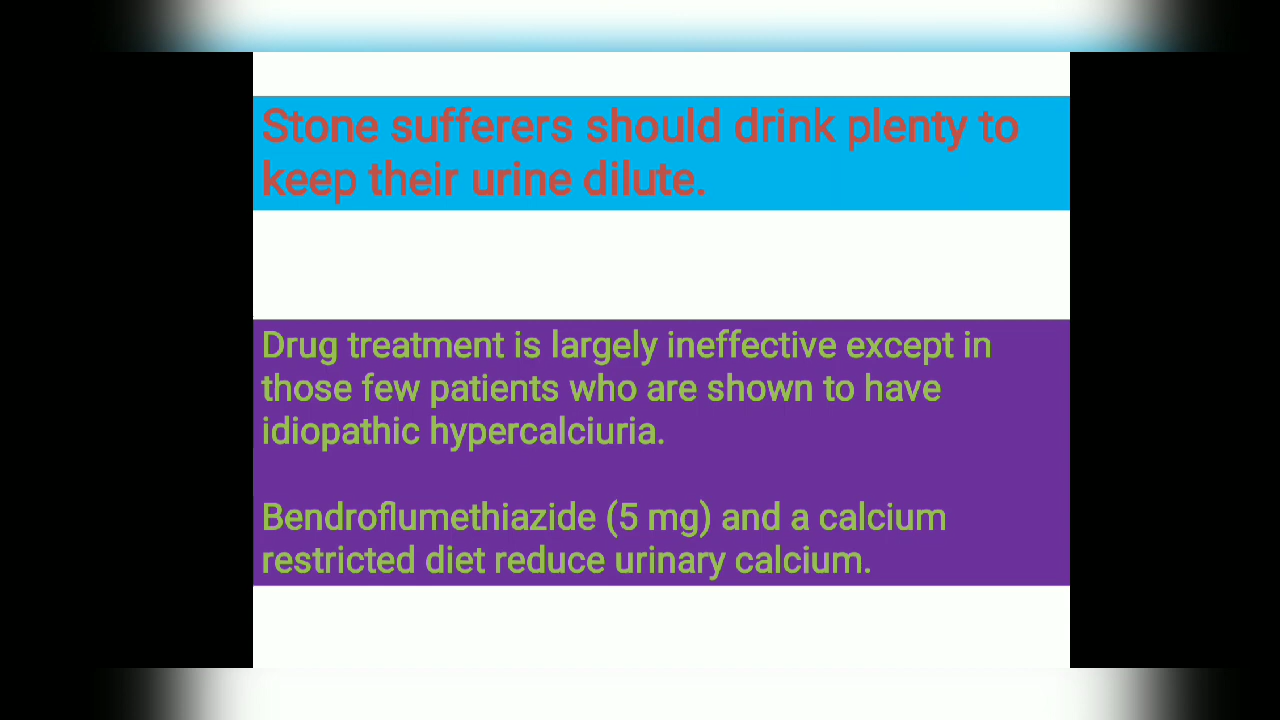 Stone sufferers should drink plenty to
keep their urine dilute.
Drug treatment is largely ineffective except in
those few patients who are shown to have
idiopathic hypercalciuria.
Bendroflumethiazide (5 mg) and a calcium
restricted diet reduce urinary calcium.